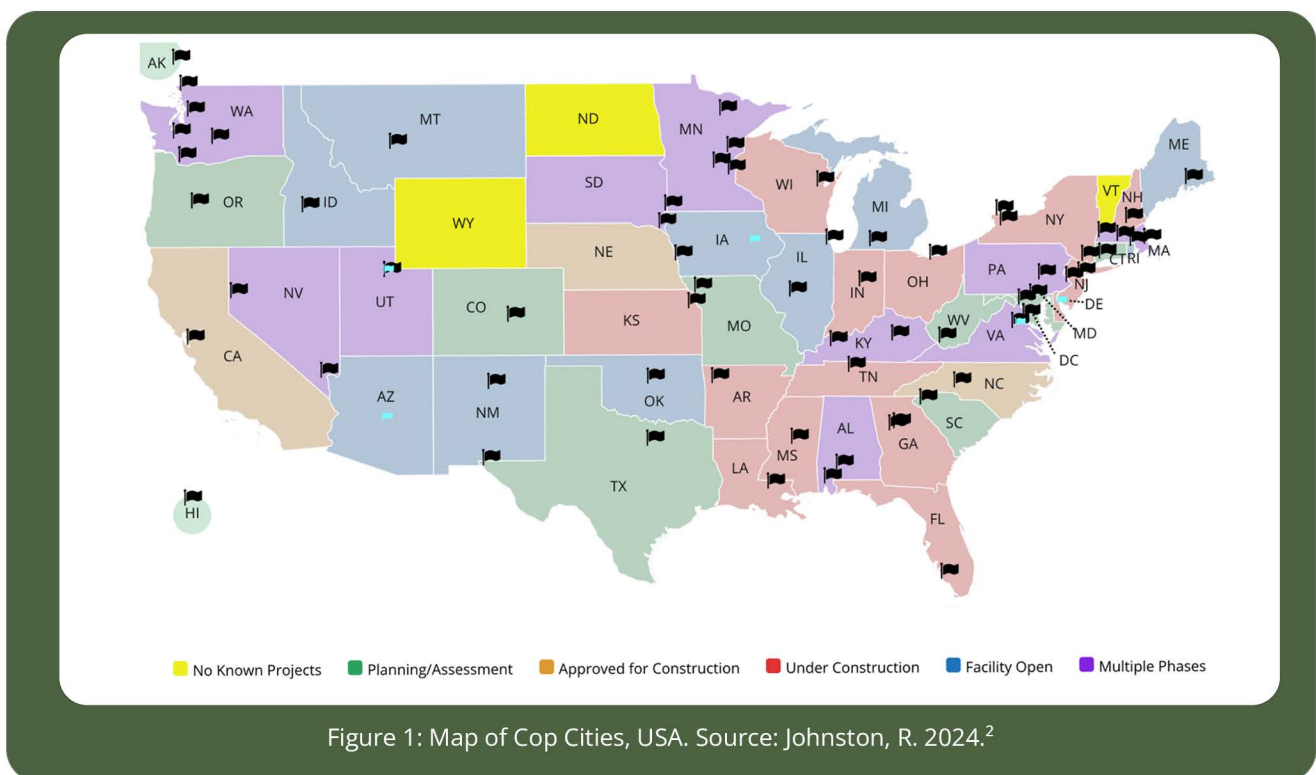 AK
WA
MT
ND
MN
ME
OR
ID
SD
WI
VT
NH
WY
MI
NY
IA
NE
IL
MA
CTRI
PA
NV
UT
CO
IN
OH
NJ
DE
KS
MO
WV
VA
MD
CA
KY
DC
AZ
OK
AR
TN
NC
NM
SC
AL
GA
MS
LA
TX
HI
FL
No Known Projects
Planning/Assessment
Approved for Construction
Under Construction
Facility Open
Multiple Phases
Figure 1: Map of Cop Cities, USA. Source: Johnston, R. 2024.²